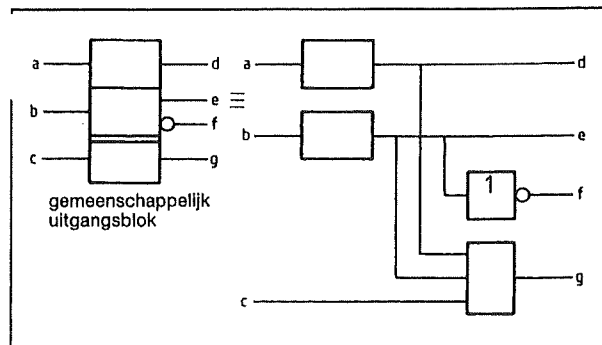 a d a d
e ≡
b f b e
c g 1 f
gemeenschappelijk
uitgangsblok
g
c